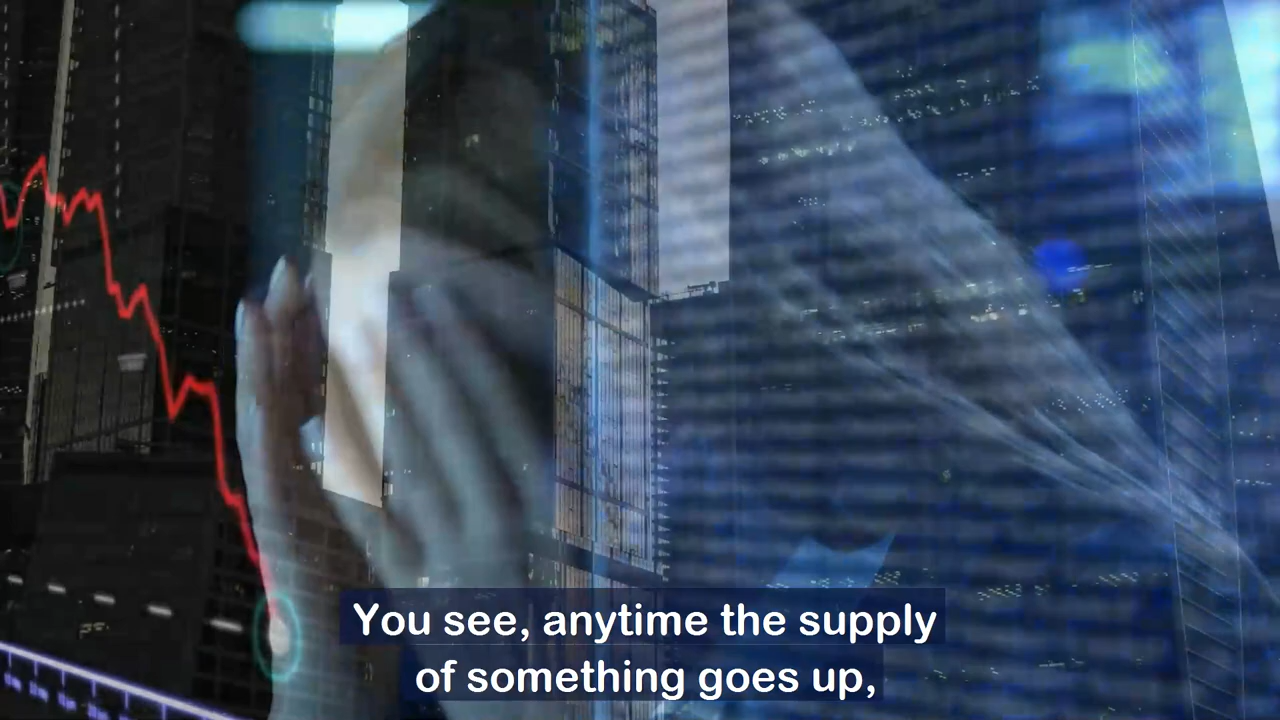 You see, anytime the supply
of something goes up,